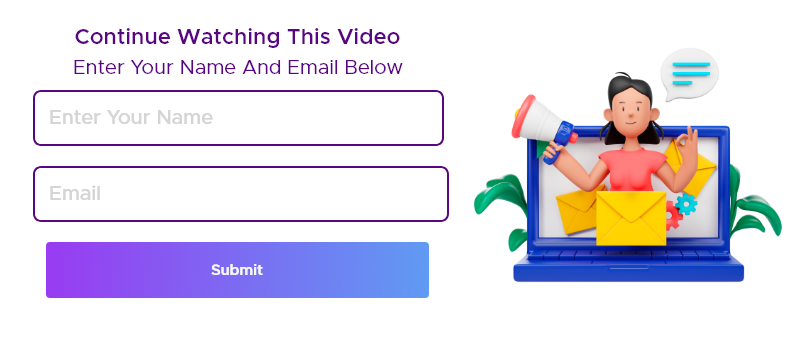 Continue Watching This Video
Enter Your Name And Email Below
Enter Your Name
Email
Submit